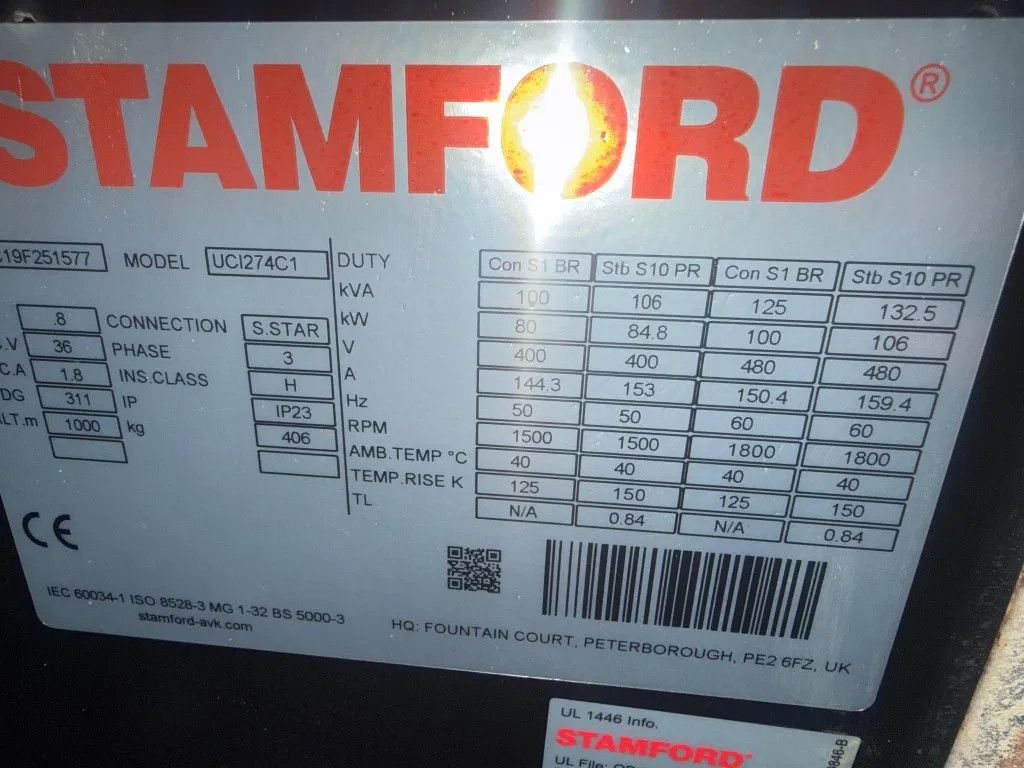 STAMFORD®
19F251577 MODEL UCI274C1 DUTY Con S1 BR Stb S10 PR Con S1 BR Stb S10 PR
kVA 100 106 125 132.5
.8 CONNECTION S.STAR kW 80 84.8 100 106
.V 36 PHASE 3 V 400 400 480 480
C.A 1.8 INS.CLASS H A 144.3 153 150.4 159.4
DG 311 IP IP23 Hz 50 50 60 60
LT.m 1000 kg 406 RPM 1500 1500 1800 1800
AMB.TEMP °C 40 40 40 40
TEMP.RISE K 125 150 125 150
TL N/A 0.84 N/A 0.84
CE
IEC 60034-1 ISO 8528-3 MG 1-32 BS 5000-3
stamford-avk.com
HQ: FOUNTAIN COURT, PETERBOROUGH, PE2 6FZ, UK
UL 1446 Info.
STAMFORD
UL File:
846-B